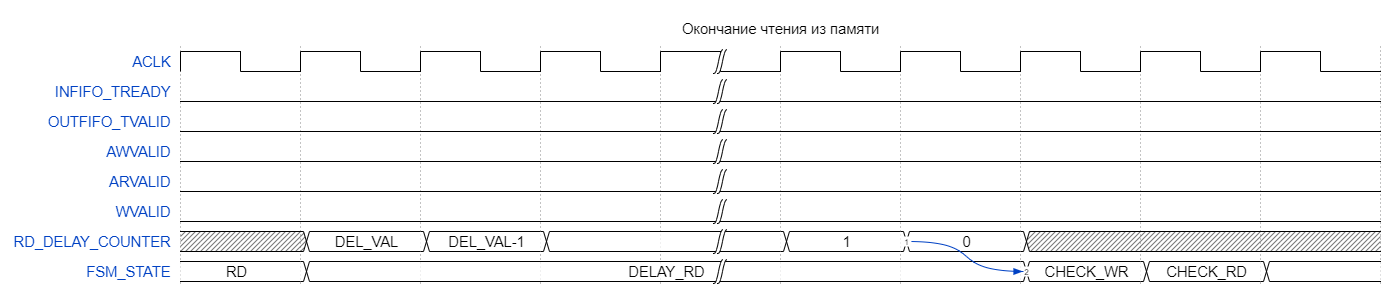 Окончание чтения из памяти
ACLK
INFIFO_TREADY
OUTFIFO_TVALID
AWVALID
ARVALID
WVALID
RD_DELAY_COUNTER DEL_VAL DEL_VAL-1 1 1 0
FSM_STATE RD DELAY_RD 2 CHECK_WR CHECK_RD